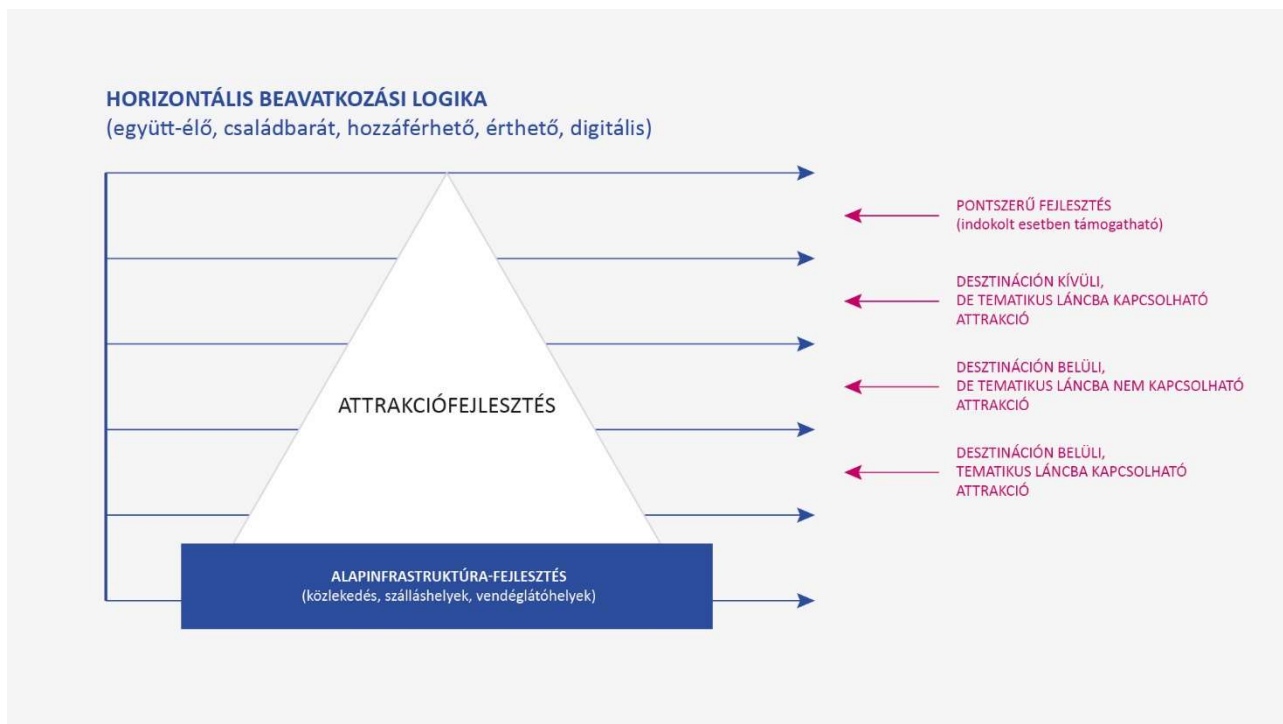 HORIZONTÁLIS BEAVATKOZÁSI LOGIKA
(együtt-élő, családbarát, hozzáférhető, érthető, digitális)
PONTSZERŰ FEJLESZTÉS
(indokolt esetben támogatható)
DESZTINÁCIÓN KÍVÜLI,
DE TEMATIKUS LÁNCBA KAPCSOLHATÓ
ATTRAKCIÓ
DESZTINÁCIÓN BELÜLI,
DE TEMATIKUS LÁNCBA NEM KAPCSOLHATÓ
ATTRAKCIÓ
ATTRAKCIÓFEJLESZTÉS
DESZTINÁCIÓN BELÜLI,
TEMATIKUS LÁNCBA KAPCSOLHATÓ
ATTRAKCIÓ
ALAPINFRASTRUKTÚRA-FEJLESZTÉS
(közlekedés, szálláshelyek, vendéglátóhelyek)